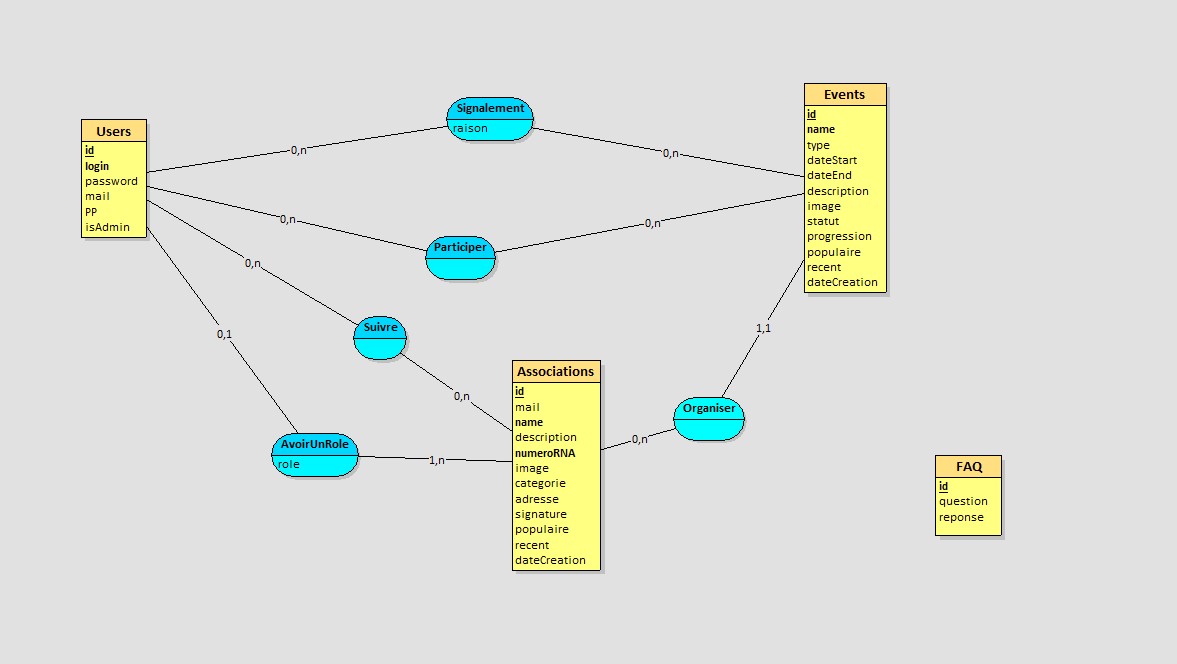 Users
id
login
password
mail
PP
isAdmin
0,n
0,n
0,n
0,1
Signalement
raison
0,n
Participer
0,n
Suivre
0,n
AvoirUnRole
role
1,n
Associations
id
mail
name
description
numeroRNA
image
categorie
adresse
signature
populaire
recent
dateCreation
0,n
Organiser
1,1
Events
id
name
type
dateStart
dateEnd
description
image
statut
progression
populaire
recent
dateCreation
FAQ
id
question
reponse